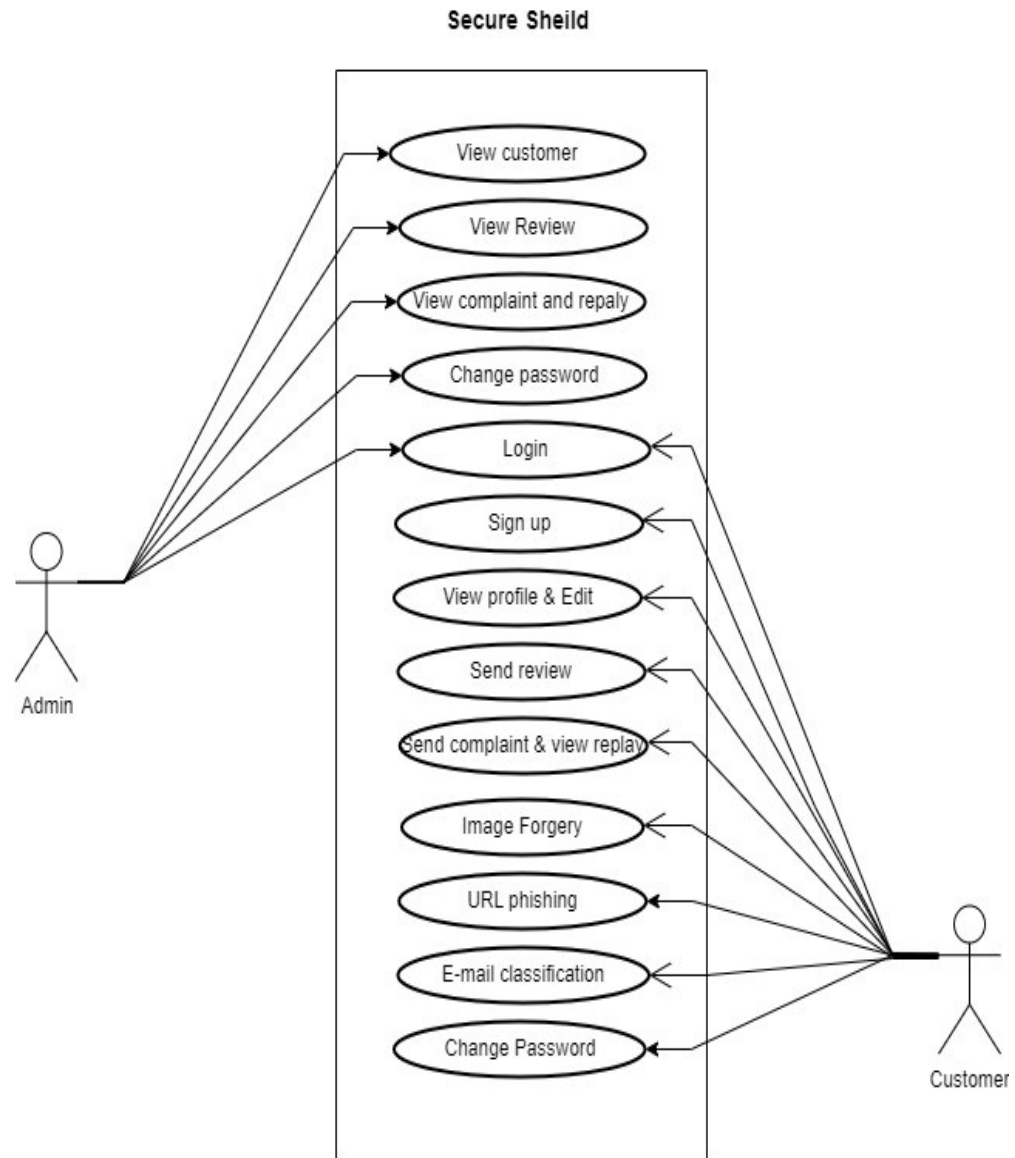 Secure Sheild
View customer
View Review
View complaint and repaly
Change password
Login
Sign up
View profile & Edit
Send review
Send complaint & view replay
Image Forgery
URL phishing
E-mail classification
Change Password
Admin
Customer